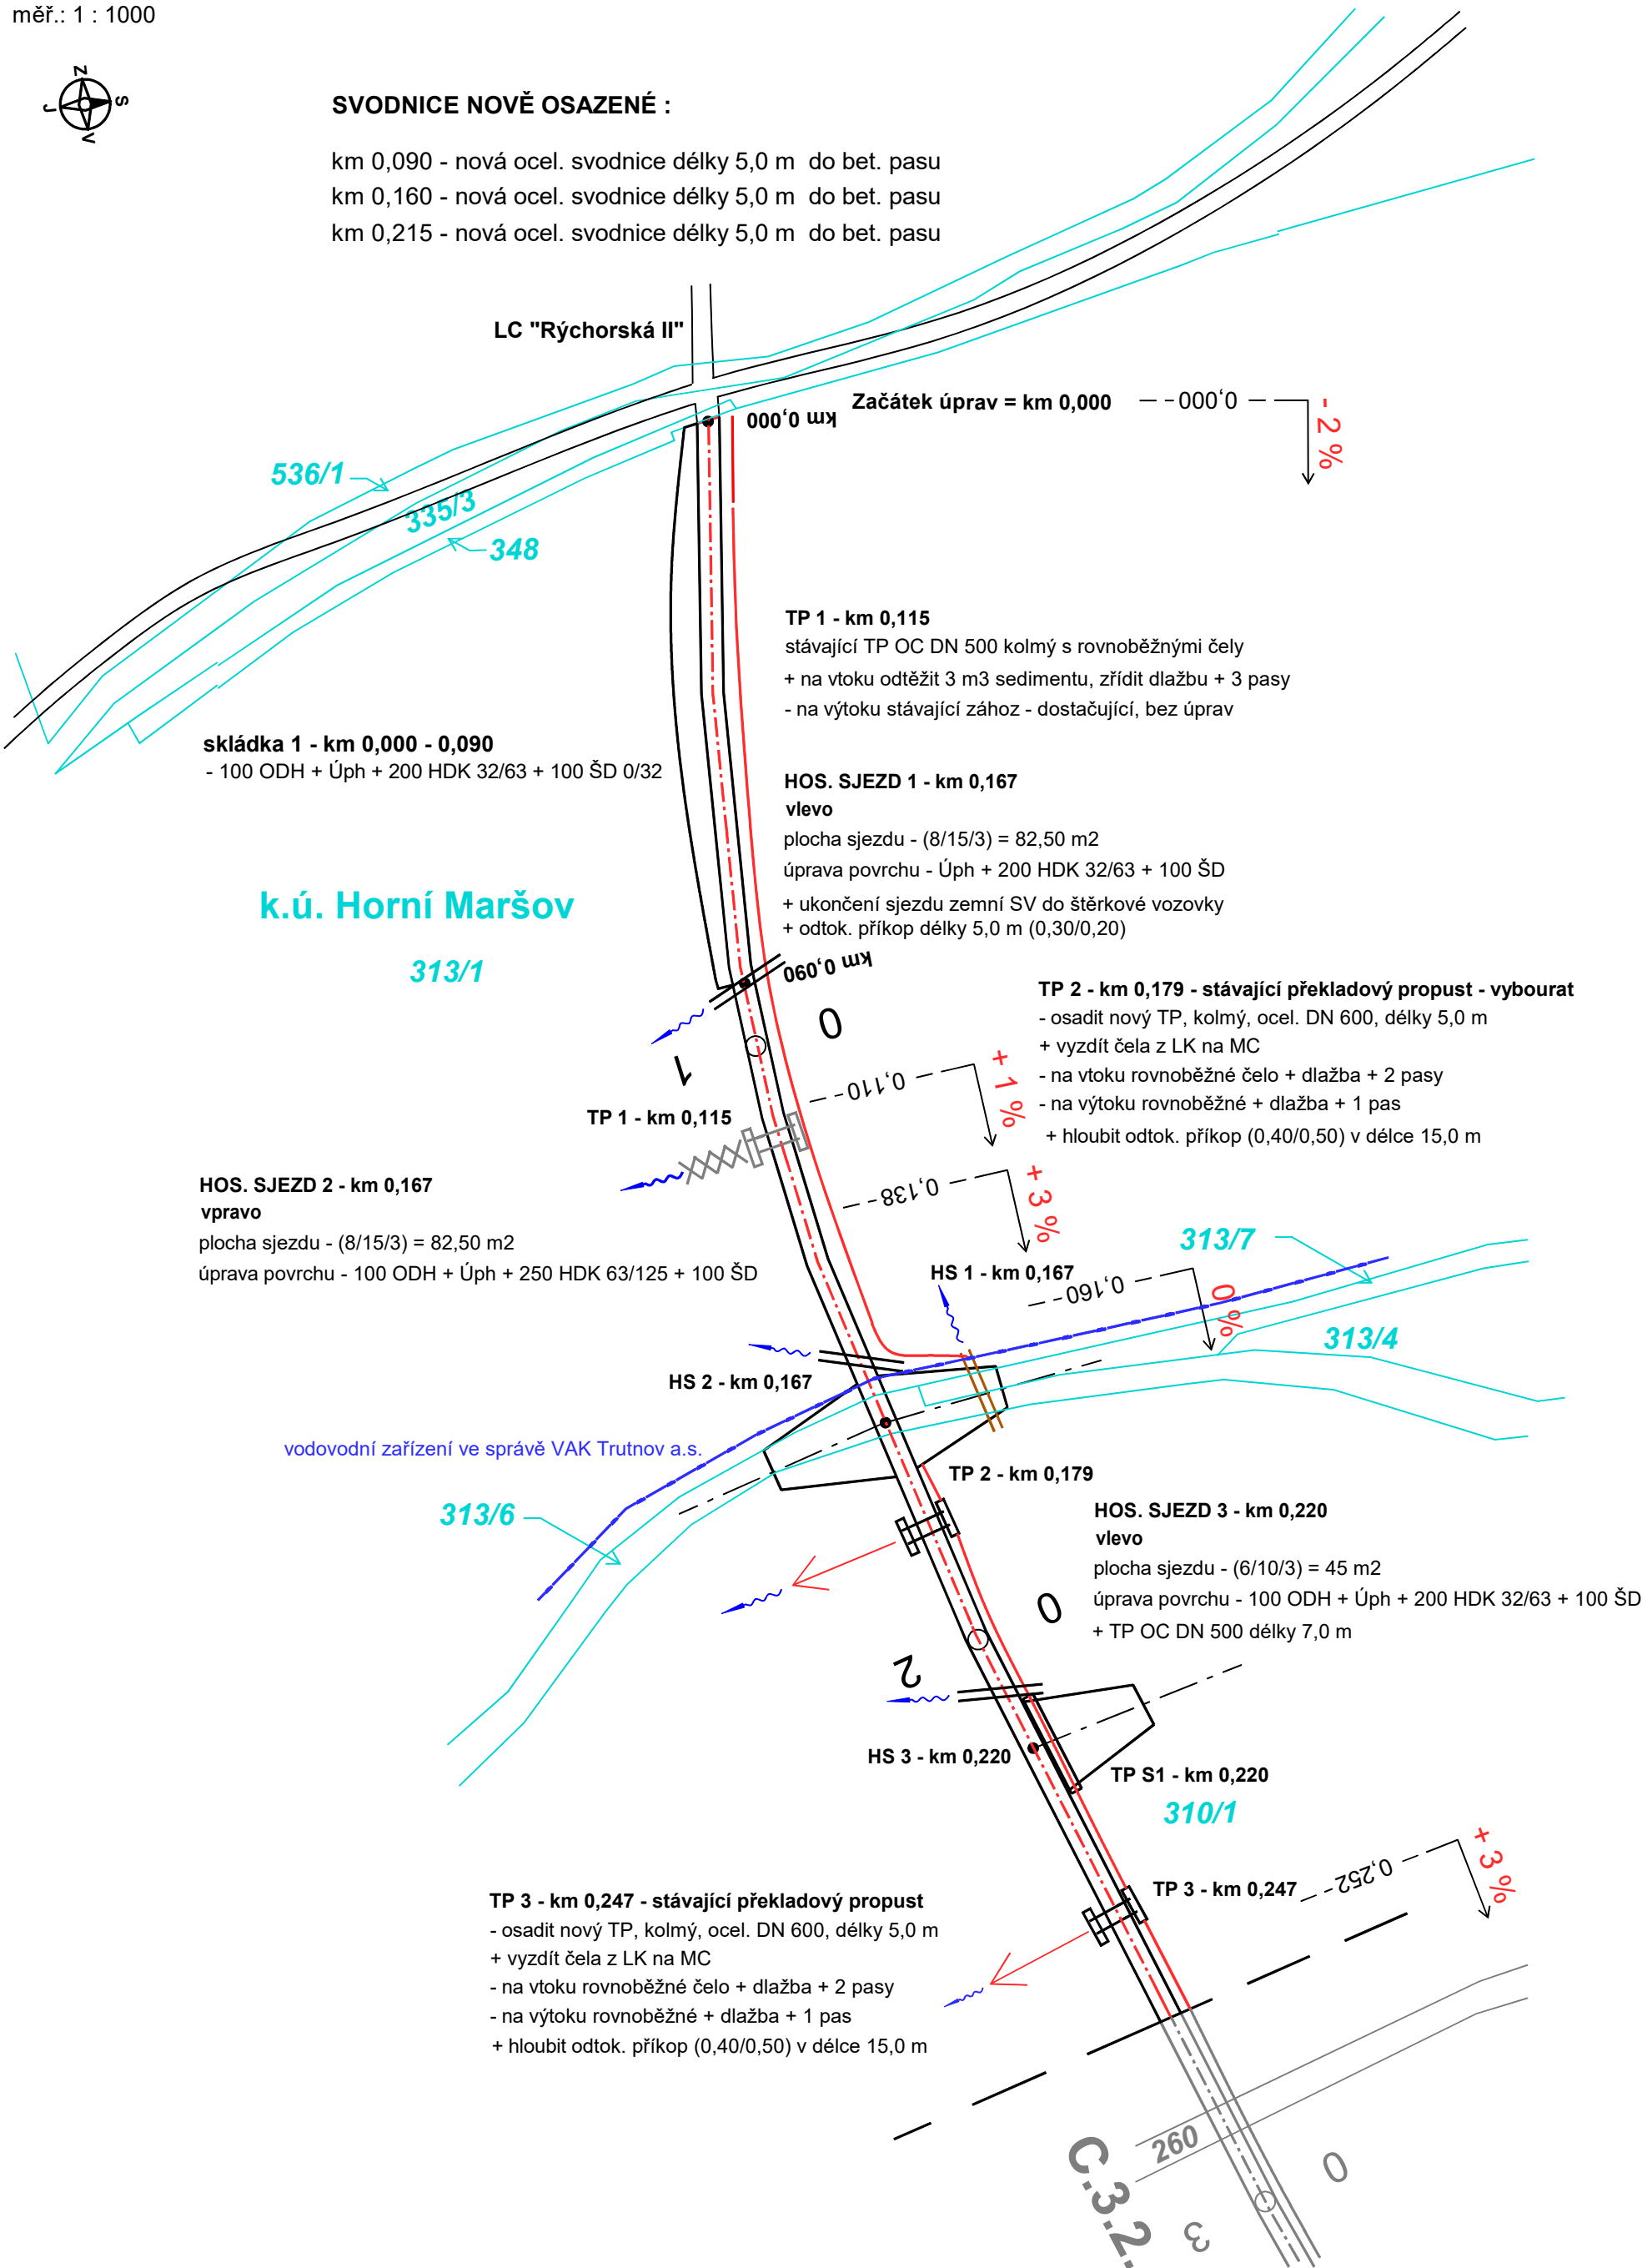 měř.: 1 : 1000
Z
S
J
V
SVODNICE NOVĚ OSAZENÉ :
km 0,090 - nová ocel. svodnice délky 5,0 m do bet. pasu
km 0,160 - nová ocel. svodnice délky 5,0 m do bet. pasu
km 0,215 - nová ocel. svodnice délky 5,0 m do bet. pasu
LC "Rýchorská II"
Začátek úprav = km 0,000
0,000
- 2 %
km 0,000
536/1
335/3
348
TP 1 - km 0,115
stávající TP OC DN 500 kolmý s rovnoběžnými čely
+ na vtoku odtěžit 3 m3 sedimentu, zřídit dlažbu + 3 pasy
- na výtoku stávající zához - dostačující, bez úprav
skládka 1 - km 0,000 - 0,090
- 100 ODH + Úph + 200 HDK 32/63 + 100 ŠD 0/32
HOS. SJEZD 1 - km 0,167
vlevo
plocha sjezdu - (8/15/3) = 82,50 m2
úprava povrchu - Úph + 200 HDK 32/63 + 100 ŠD
+ ukončení sjezdu zemní SV do štěrkové vozovky
+ odtok. příkop délky 5,0 m (0,30/0,20)
k.ú. Horní Maršov
313/1
km 0,090
0
1
TP 2 - km 0,179 - stávající překladový propust - vybourat
- osadit nový TP, kolmý, ocel. DN 600, délky 5,0 m
+ vyzdít čela z LK na MC
- na vtoku rovnoběžné čelo + dlažba + 2 pasy
- na výtoku rovnoběžné + dlažba + 1 pas
+ hloubit odtok. příkop (0,40/0,50) v délce 15,0 m
0,110
+ 1 %
TP 1 - km 0,115
0,138
+ 3 %
HOS. SJEZD 2 - km 0,167
vpravo
plocha sjezdu - (8/15/3) = 82,50 m2
úprava povrchu - 100 ODH + Úph + 250 HDK 63/125 + 100 ŠD
313/7
HS 1 - km 0,167
0,160
0 %
313/4
HS 2 - km 0,167
vodovodní zařízení ve správě VAK Trutnov a.s.
TP 2 - km 0,179
313/6
HOS. SJEZD 3 - km 0,220
vlevo
plocha sjezdu - (6/10/3) = 45 m2
úprava povrchu - 100 ODH + Úph + 200 HDK 32/63 + 100 ŠD
+ TP OC DN 500 délky 7,0 m
0
2
HS 3 - km 0,220
TP S1 - km 0,220
310/1
0,252
+ 3 %
TP 3 - km 0,247
TP 3 - km 0,247 - stávající překladový propust
- osadit nový TP, kolmý, ocel. DN 600, délky 5,0 m
+ vyzdít čela z LK na MC
- na vtoku rovnoběžné čelo + dlažba + 2 pasy
- na výtoku rovnoběžné + dlažba + 1 pas
+ hloubit odtok. příkop (0,40/0,50) v délce 15,0 m
260
C.3.2.
0
3